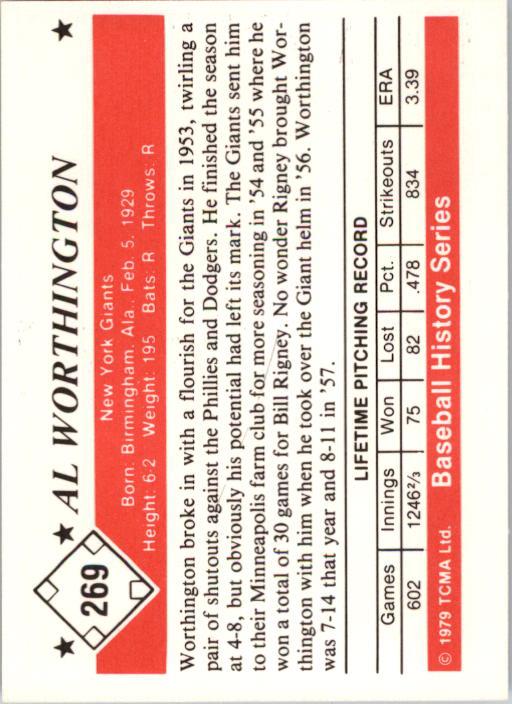 269
AL WORTHINGTON
New York Giants
Born: Birmingham, Ala., Feb. 5, 1929
Height: 6-2 Weight: 195 Bats: R Throws: R
Worthington broke in with a flourish for the Giants in 1953, twirling a
pair of shutouts against the Phillies and Dodgers. He finished the season
at 4-8, but obviously his potential had left its mark. The Giants sent him
to their Minneapolis farm club for more seasoning in '54 and '55 where he
won a total of 30 games for Bill Rigney. No wonder Rigney brought Wor-
thington with him when he took over the Giant helm in '56. Worthington
was 7-14 that year and 8-11 in '57.
LIFETIME PITCHING RECORD
Games Innings Won Lost Pct. Strikeouts ERA
602 1246⅔ 75 82 .478 834 3.39
© 1979 TCMA Ltd. Baseball History Series